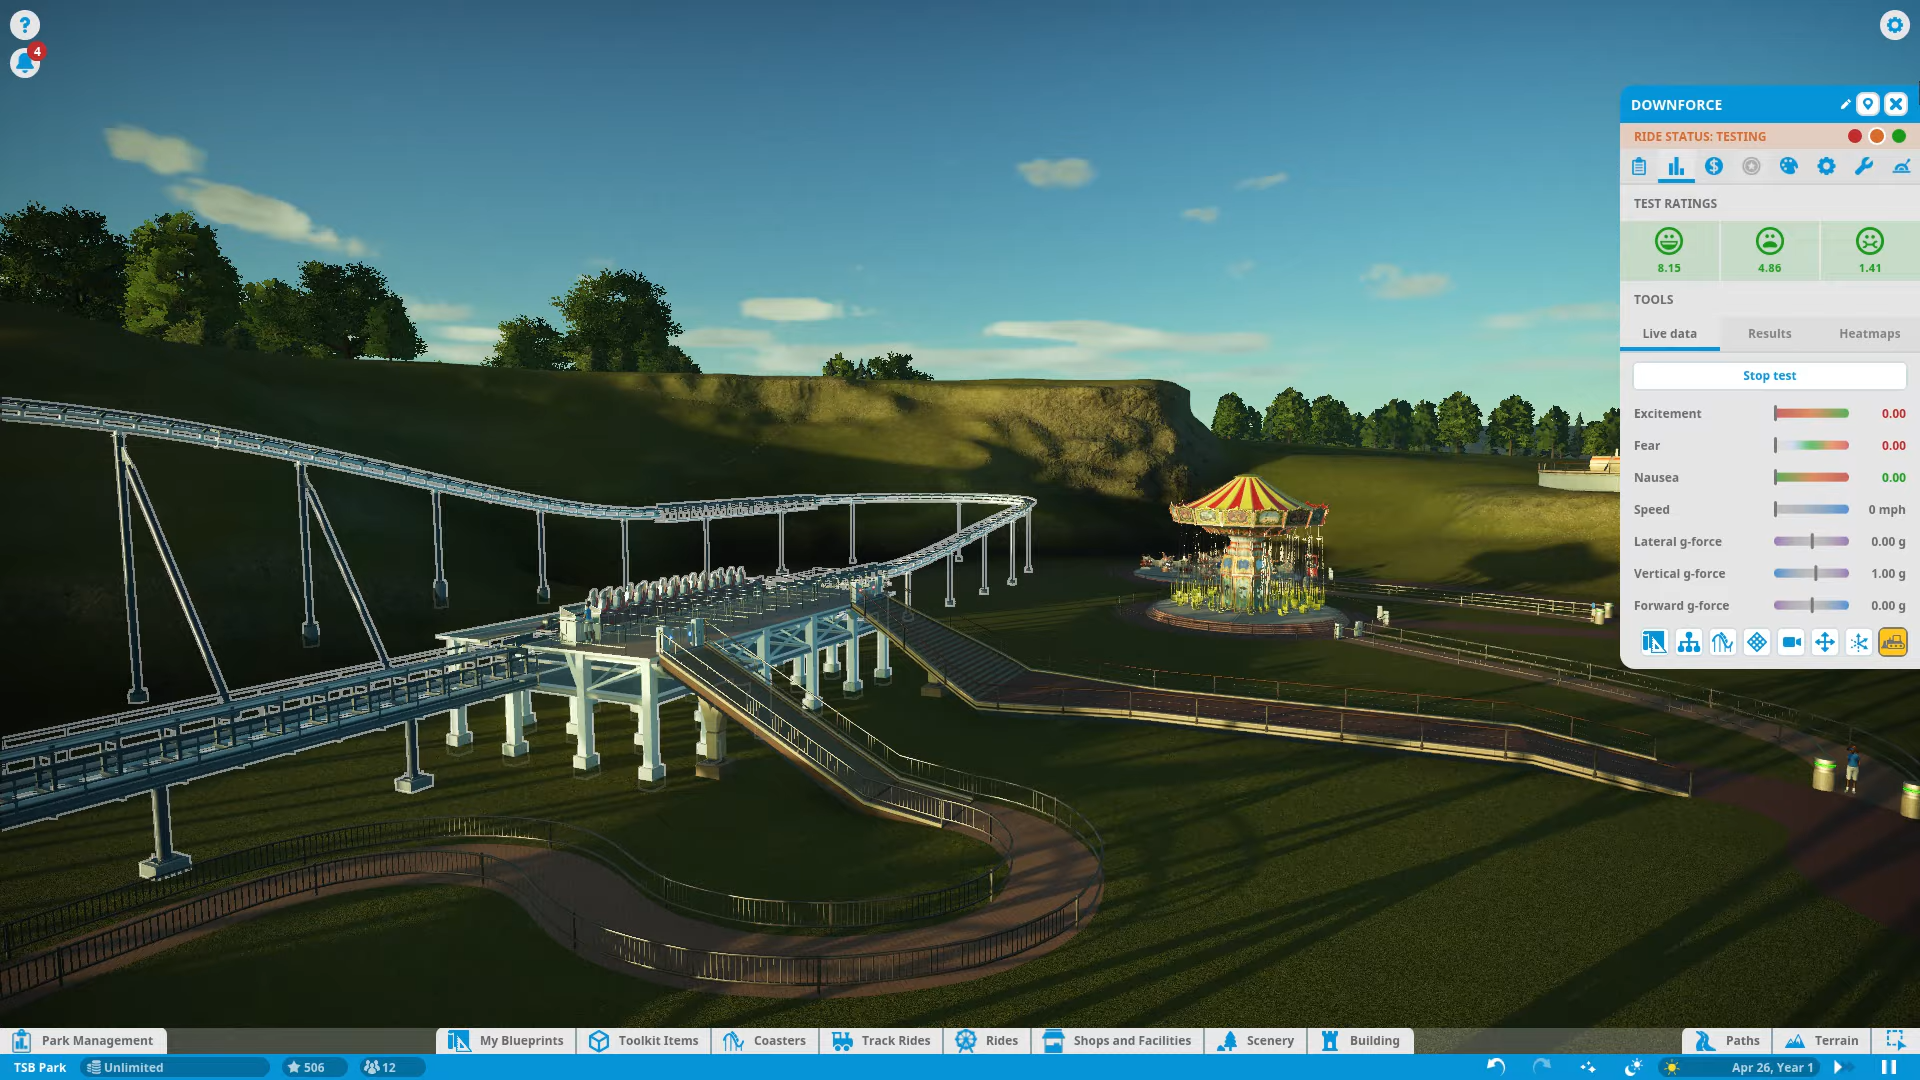 ?
4
DOWNFORCE
RIDE STATUS: TESTING
TEST RATINGS
8.15
4.86
1.41
TOOLS
Live data
Results
Heatmaps
Stop test
Excitement 0.00
Fear 0.00
Nausea 0.00
Speed 0 mph
Lateral g-force 0.00 g
Vertical g-force 1.00 g
Forward g-force 0.00 g
Park Management
My Blueprints
Toolkit Items
Coasters
Track Rides
Rides
Shops and Facilities
Scenery
Building
Paths
Terrain
TSB Park
Unlimited
506
12
Apr 26, Year 1